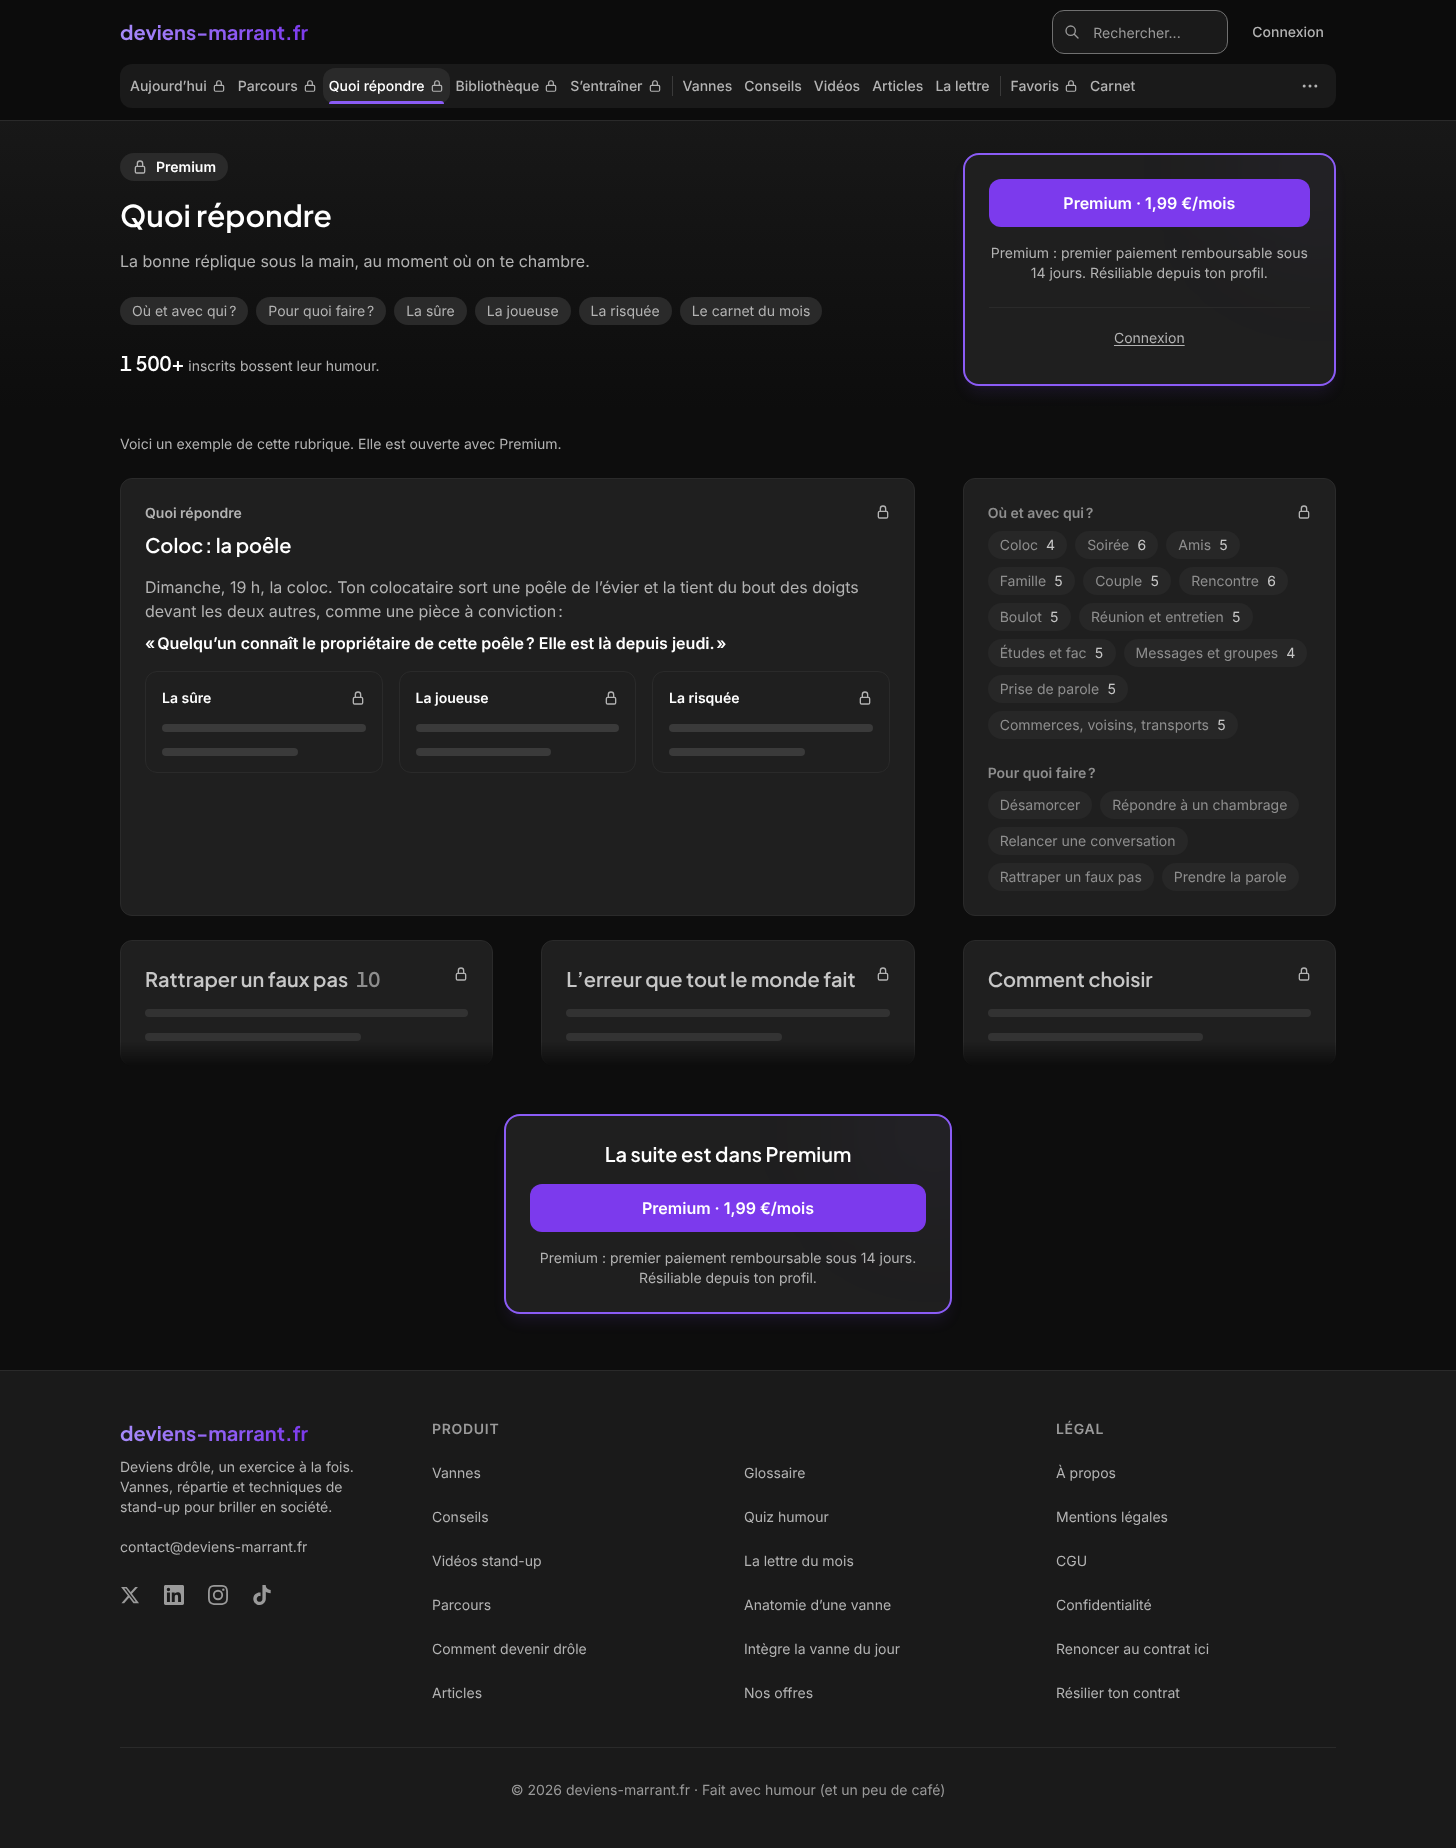 deviens-marrant.fr
Rechercher...
Connexion
Aujourd’hui
Parcours
Quoi répondre
Bibliothèque
S’entraîner
Vannes
Conseils
Vidéos
Articles
La lettre
Favoris
Carnet
Premium
Quoi répondre
La bonne réplique sous la main, au moment où on te chambre.
Où et avec qui ?
Pour quoi faire ?
La sûre
La joueuse
La risquée
Le carnet du mois
1 500+ inscrits bossent leur humour.
Premium · 1,99 €/mois
Premium : premier paiement remboursable sous
14 jours. Résiliable depuis ton profil.
Connexion
Voici un exemple de cette rubrique. Elle est ouverte avec Premium.
Quoi répondre
Coloc : la poêle
Dimanche, 19 h, la coloc. Ton colocataire sort une poêle de l’évier et la tient du bout des doigts
devant les deux autres, comme une pièce à conviction :
« Quelqu’un connaît le propriétaire de cette poêle ? Elle est là depuis jeudi. »
La sûre
La joueuse
La risquée
Où et avec qui ?
Coloc 4
Soirée 6
Amis 5
Famille 5
Couple 5
Rencontre 6
Boulot 5
Réunion et entretien 5
Études et fac 5
Messages et groupes 4
Prise de parole 5
Commerces, voisins, transports 5
Pour quoi faire ?
Désamorcer
Répondre à un chambrage
Relancer une conversation
Rattraper un faux pas
Prendre la parole
Rattraper un faux pas 10
L’erreur que tout le monde fait
Comment choisir
La suite est dans Premium
Premium · 1,99 €/mois
Premium : premier paiement remboursable sous 14 jours.
Résiliable depuis ton profil.
deviens-marrant.fr
Deviens drôle, un exercice à la fois.
Vannes, répartie et techniques de
stand-up pour briller en société.
contact@deviens-marrant.fr
PRODUIT
Vannes
Conseils
Vidéos stand-up
Parcours
Comment devenir drôle
Articles
Glossaire
Quiz humour
La lettre du mois
Anatomie d’une vanne
Intègre la vanne du jour
Nos offres
LÉGAL
À propos
Mentions légales
CGU
Confidentialité
Renoncer au contrat ici
Résilier ton contrat
© 2026 deviens-marrant.fr · Fait avec humour (et un peu de café)